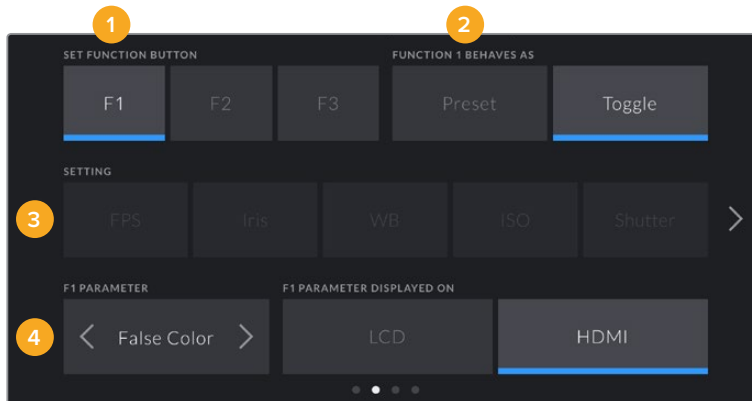 1 2
SET FUNCTION BUTTON FUNCTION 1 BEHAVES AS
F1 F2 F3 Preset Toggle
SETTING
3 FPS Iris WB ISO Shutter
F1 PARAMETER F1 PARAMETER DISPLAYED ON
4 False Color LCD HDMI